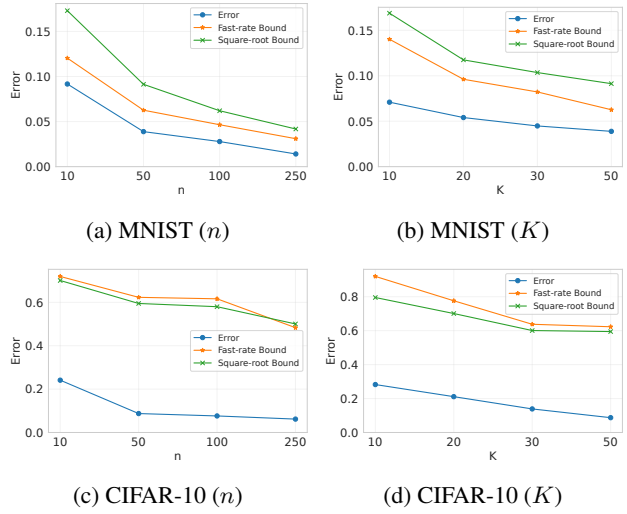 Error
Fast-rate Bound
Square-root Bound
0.15
0.10
0.05
0.00
Error
10
50
100
250
n
(a) MNIST (n)
Error
Fast-rate Bound
Square-root Bound
0.15
0.10
0.05
0.00
Error
10
20
30
50
K
(b) MNIST (K)
Error
Fast-rate Bound
Square-root Bound
0.6
0.4
0.2
0.0
Error
10
50
100
250
n
(c) CIFAR-10 (n)
Error
Fast-rate Bound
Square-root Bound
0.8
0.6
0.4
0.2
0.0
Error
10
20
30
50
K
(d) CIFAR-10 (K)